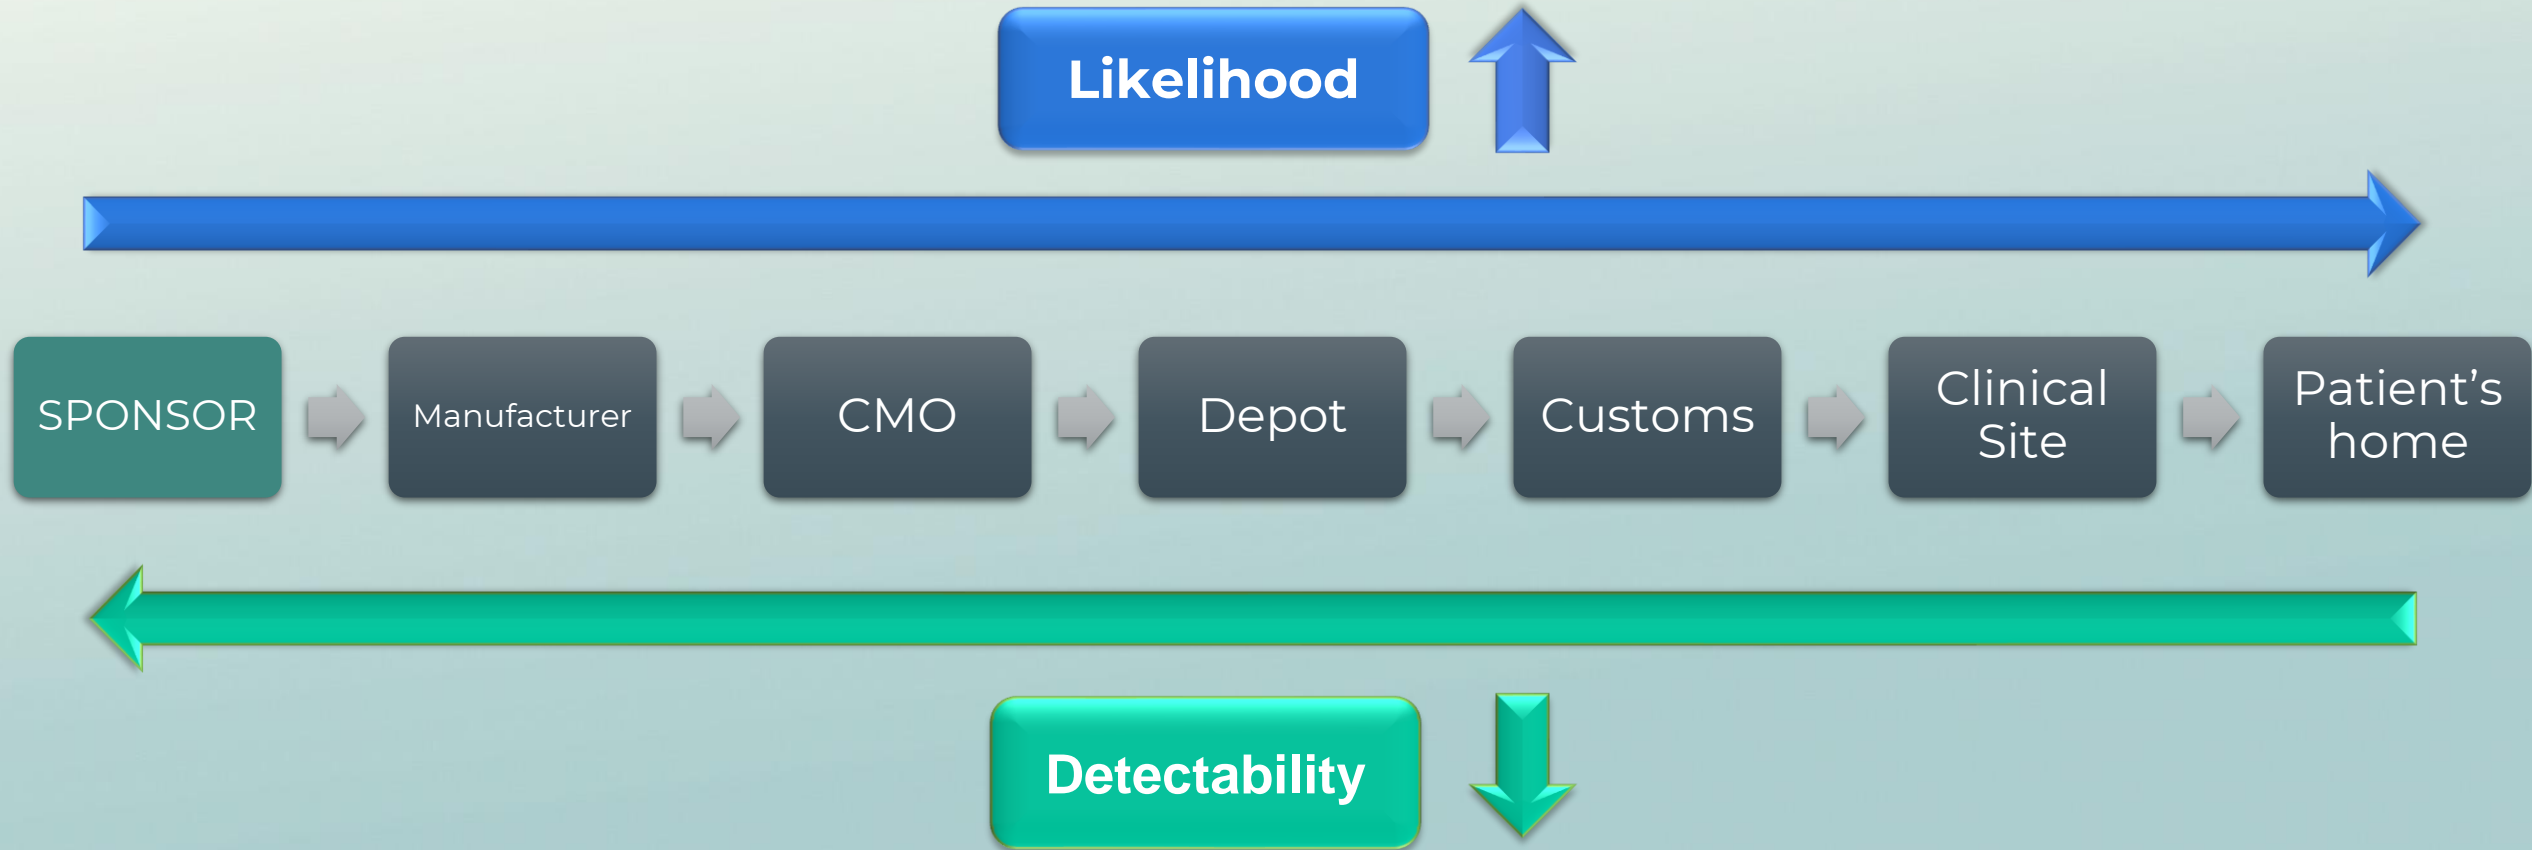 Likelihood
SPONSOR
Manufacturer
CMO
Depot
Customs
Clinical
Site
Patient’s
home
Detectability